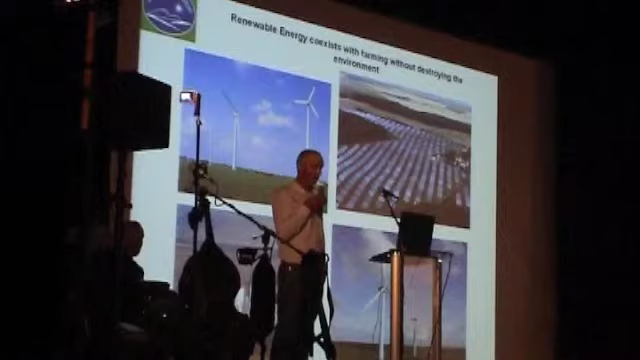 Renewable Energy coexists with farming without destroying the
environment